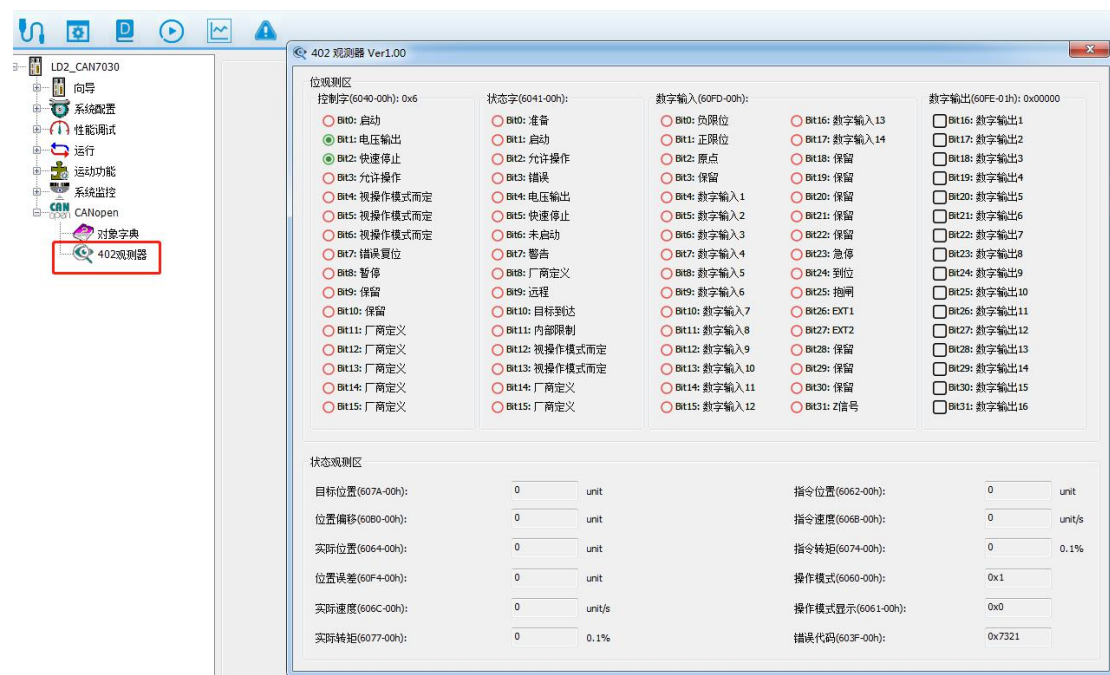 D
402 观测器 Ver1.00
LD2_CAN7030
向导
系统配置
性能调试
运行
运动功能
系统监控
CAN open CANopen
对象字典
402观测器
位观测区
控制字(6040-00h): 0x6
Bit0: 启动
Bit1: 电压输出
Bit2: 快速停止
Bit3: 允许操作
Bit4: 视操作模式而定
Bit5: 视操作模式而定
Bit6: 视操作模式而定
Bit7: 错误复位
Bit8: 暂停
Bit9: 保留
Bit10: 保留
Bit11: 厂商定义
Bit12: 厂商定义
Bit13: 厂商定义
Bit14: 厂商定义
Bit15: 厂商定义
状态字(6041-00h):
Bit0: 准备
Bit1: 启动
Bit2: 允许操作
Bit3: 错误
Bit4: 电压输出
Bit5: 快速停止
Bit6: 未启动
Bit7: 警告
Bit8: 厂商定义
Bit9: 远程
Bit10: 目标到达
Bit11: 内部限制
Bit12: 视操作模式而定
Bit13: 视操作模式而定
Bit14: 厂商定义
Bit15: 厂商定义
数字输入(60FD-00h):
Bit0: 负限位
Bit1: 正限位
Bit2: 原点
Bit3: 保留
Bit4: 数字输入1
Bit5: 数字输入2
Bit6: 数字输入3
Bit7: 数字输入4
Bit8: 数字输入5
Bit9: 数字输入6
Bit10: 数字输入7
Bit11: 数字输入8
Bit12: 数字输入9
Bit13: 数字输入10
Bit14: 数字输入11
Bit15: 数字输入12
Bit16: 数字输入13
Bit17: 数字输入14
Bit18: 保留
Bit19: 保留
Bit20: 保留
Bit21: 保留
Bit22: 保留
Bit23: 急停
Bit24: 到位
Bit25: 抱闸
Bit26: EXT1
Bit27: EXT2
Bit28: 保留
Bit29: 保留
Bit30: 保留
Bit31: Z信号
数字输出(60FE-01h): 0x00000
Bit16: 数字输出1
Bit17: 数字输出2
Bit18: 数字输出3
Bit19: 数字输出4
Bit20: 数字输出5
Bit21: 数字输出6
Bit22: 数字输出7
Bit23: 数字输出8
Bit24: 数字输出9
Bit25: 数字输出10
Bit26: 数字输出11
Bit27: 数字输出12
Bit28: 数字输出13
Bit29: 数字输出14
Bit30: 数字输出15
Bit31: 数字输出16
状态观测区
目标位置(607A-00h): 0 unit
位置偏移(60B0-00h): 0 unit
实际位置(6064-00h): 0 unit
位置误差(60F4-00h): 0 unit
实际速度(606C-00h): 0 unit/s
实际转矩(6077-00h): 0 0.1%
指令位置(6062-00h): 0 unit
指令速度(606B-00h): 0 unit/s
指令转矩(6074-00h): 0 0.1%
操作模式(6060-00h): 0x1
操作模式显示(6061-00h): 0x0
错误代码(603F-00h): 0x7321